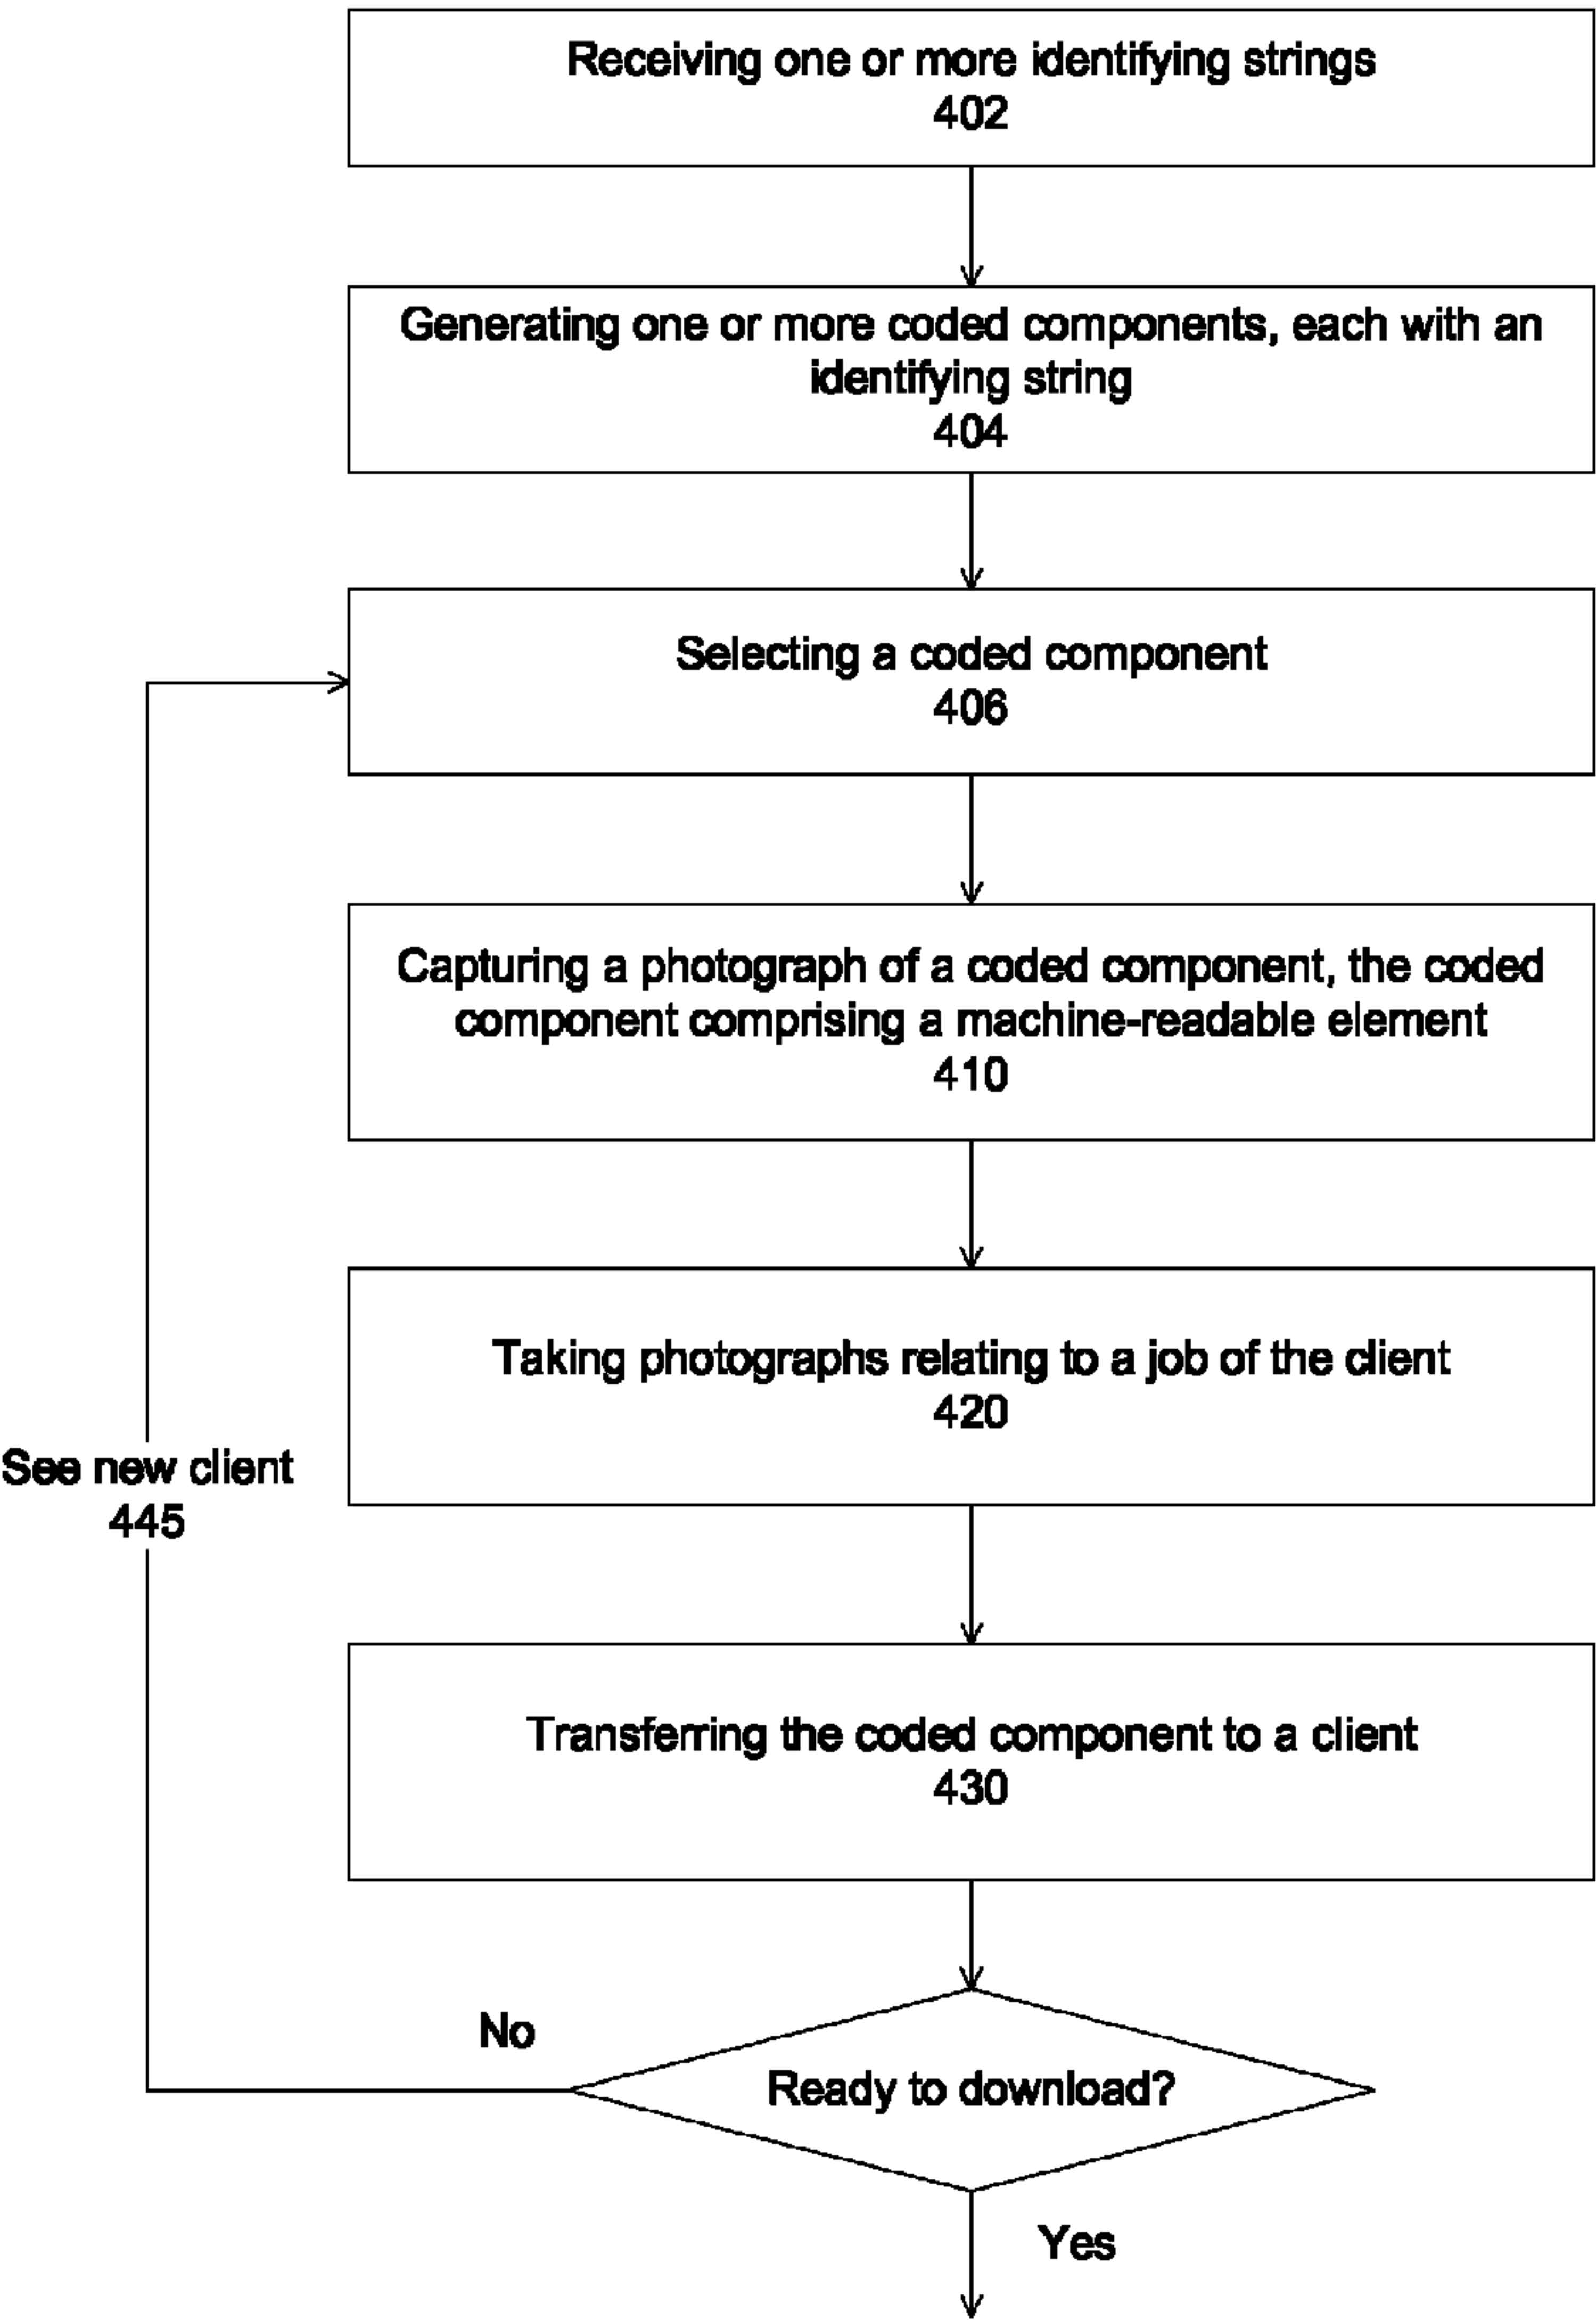 Receiving one or more identifying strings
402
Generating one or more coded components, each with an
identifying string
404
Selecting a coded component
406
Capturing a photograph of a coded component, the coded
component comprising a machine-readable element
410
Taking photographs relating to a job of the client
420
See new client
445
Transferring the coded component to a client
430
No
Ready to download?
Yes